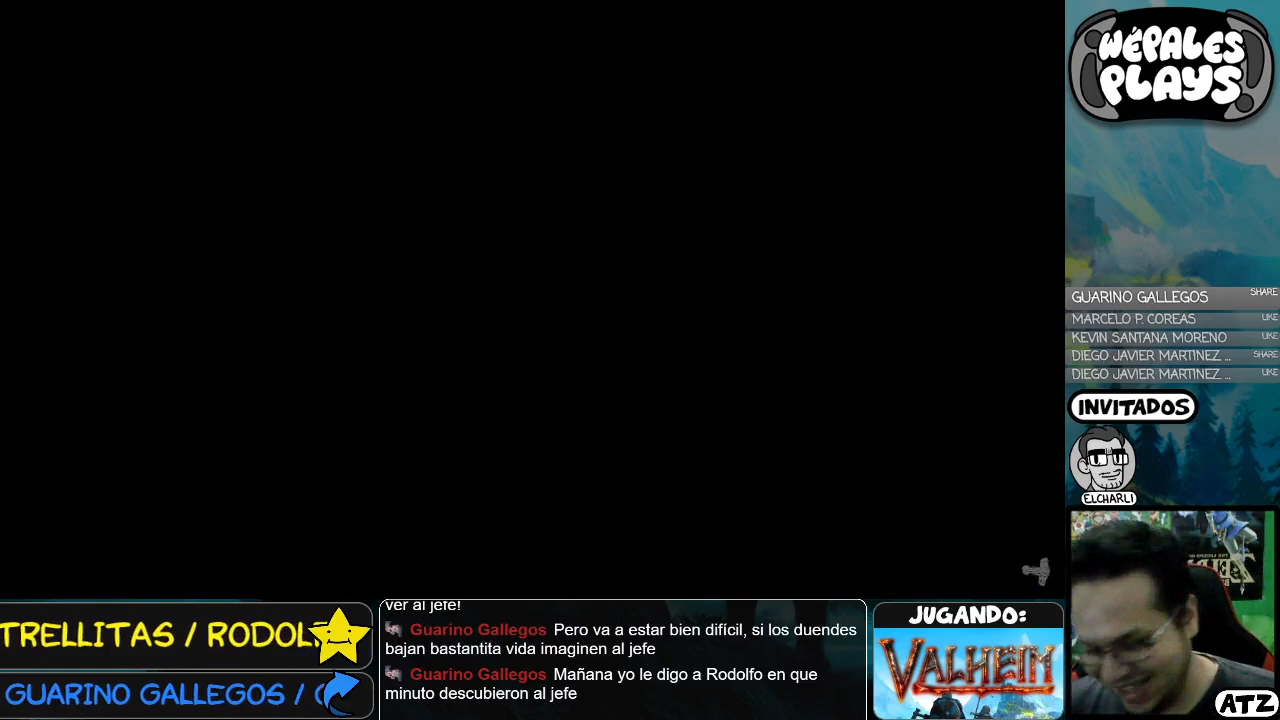 WÉPALES
PLAYS
GUARINO GALLEGOS SHARE
MARCELO P. COREAS LIKE
KEVIN SANTANA MORENO LIKE
DIEGO JAVIER MARTINEZ ... SHARE
DIEGO JAVIER MARTINEZ ... LIKE
INVITADOS
ELCHARLI
ATZ
TRELLITAS / RODOL
GUARINO GALLEGOS /
ver al jefe!
Guarino Gallegos Pero va a estar bien difícil, si los duendes
bajan bastantita vida imaginen al jefe
Guarino Gallegos Mañana yo le digo a Rodolfo en que
minuto descubieron al jefe
JUGANDO:
VALHEIM